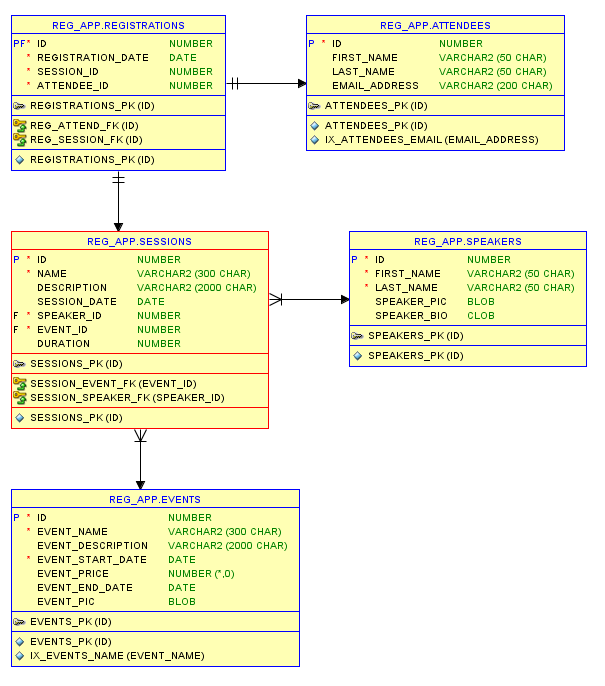 REG_APP.REGISTRATIONS
PF* ID NUMBER
* REGISTRATION_DATE DATE
* SESSION_ID NUMBER
* ATTENDEE_ID NUMBER
REGISTRATIONS_PK (ID)
REG_ATTEND_FK (ID)
REG_SESSION_FK (ID)
REGISTRATIONS_PK (ID)
REG_APP.ATTENDEES
P * ID NUMBER
FIRST_NAME VARCHAR2 (50 CHAR)
LAST_NAME VARCHAR2 (50 CHAR)
EMAIL_ADDRESS VARCHAR2 (200 CHAR)
ATTENDEES_PK (ID)
ATTENDEES_PK (ID)
IX_ATTENDEES_EMAIL (EMAIL_ADDRESS)
REG_APP.SESSIONS
P * ID NUMBER
* NAME VARCHAR2 (300 CHAR)
DESCRIPTION VARCHAR2 (2000 CHAR)
SESSION_DATE DATE
F * SPEAKER_ID NUMBER
F * EVENT_ID NUMBER
DURATION NUMBER
SESSIONS_PK (ID)
SESSION_EVENT_FK (EVENT_ID)
SESSION_SPEAKER_FK (SPEAKER_ID)
SESSIONS_PK (ID)
REG_APP.SPEAKERS
P * ID NUMBER
* FIRST_NAME VARCHAR2 (50 CHAR)
* LAST_NAME VARCHAR2 (50 CHAR)
SPEAKER_PIC BLOB
SPEAKER_BIO CLOB
SPEAKERS_PK (ID)
SPEAKERS_PK (ID)
REG_APP.EVENTS
P * ID NUMBER
* EVENT_NAME VARCHAR2 (300 CHAR)
EVENT_DESCRIPTION VARCHAR2 (2000 CHAR)
* EVENT_START_DATE DATE
EVENT_PRICE NUMBER (*,0)
EVENT_END_DATE DATE
EVENT_PIC BLOB
EVENTS_PK (ID)
EVENTS_PK (ID)
IX_EVENTS_NAME (EVENT_NAME)